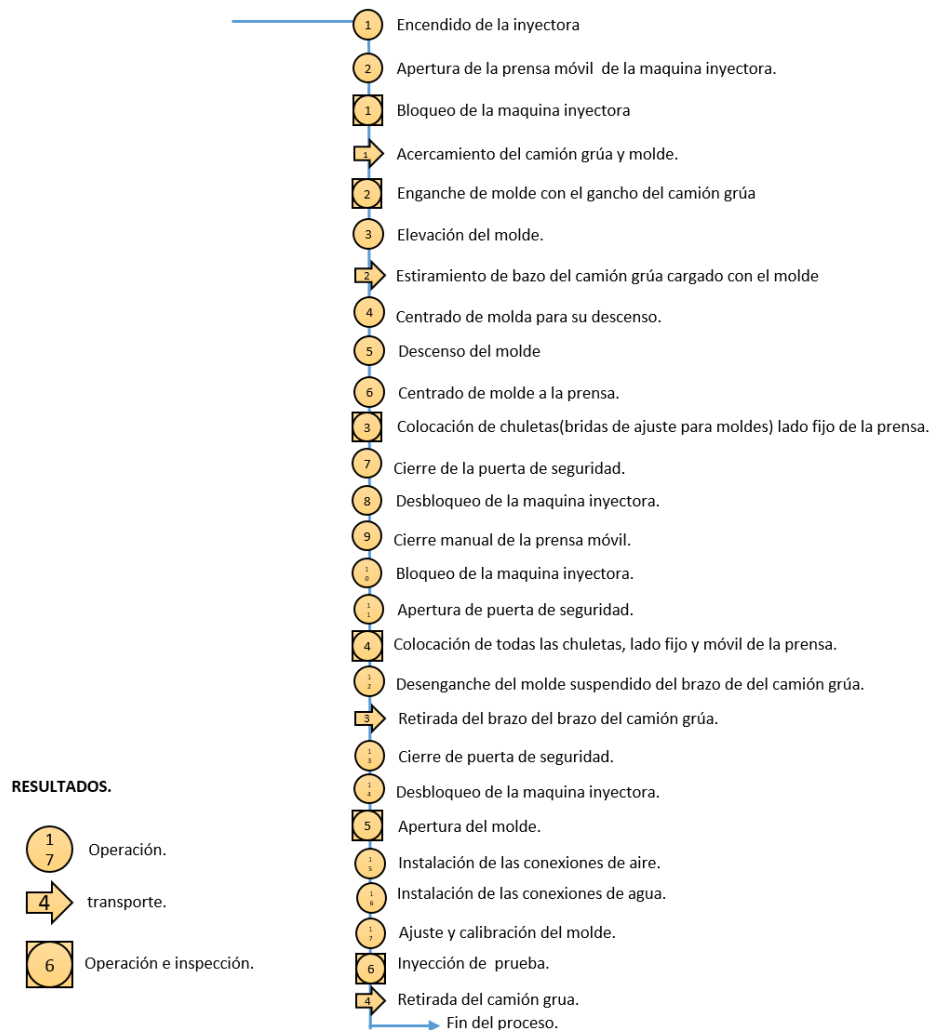 1 Encendido de la inyectora
2 Apertura de la prensa móvil de la maquina inyectora.
1 Bloqueo de la maquina inyectora
1 Acercamiento del camión grúa y molde.
2 Enganche de molde con el gancho del camión grúa
3 Elevación del molde.
2 Estiramiento de bazo del camión grúa cargado con el molde
4 Centrado de molda para su descenso.
5 Descenso del molde
6 Centrado de molde a la prensa.
3 Colocación de chuletas(bridas de ajuste para moldes) lado fijo de la prensa.
7 Cierre de la puerta de seguridad.
8 Desbloqueo de la maquina inyectora.
9 Cierre manual de la prensa móvil.
10 Bloqueo de la maquina inyectora.
11 Apertura de puerta de seguridad.
4 Colocación de todas las chuletas, lado fijo y móvil de la prensa.
12 Desenganche del molde suspendido del brazo de del camión grúa.
3 Retirada del brazo del brazo del camión grúa.
13 Cierre de puerta de seguridad.
14 Desbloqueo de la maquina inyectora.
5 Apertura del molde.
15 Instalación de las conexiones de aire.
16 Instalación de las conexiones de agua.
17 Ajuste y calibración del molde.
6 Inyección de prueba.
4 Retirada del camión grua.
Fin del proceso.
RESULTADOS.
17 Operación.
4 transporte.
6 Operación e inspección.